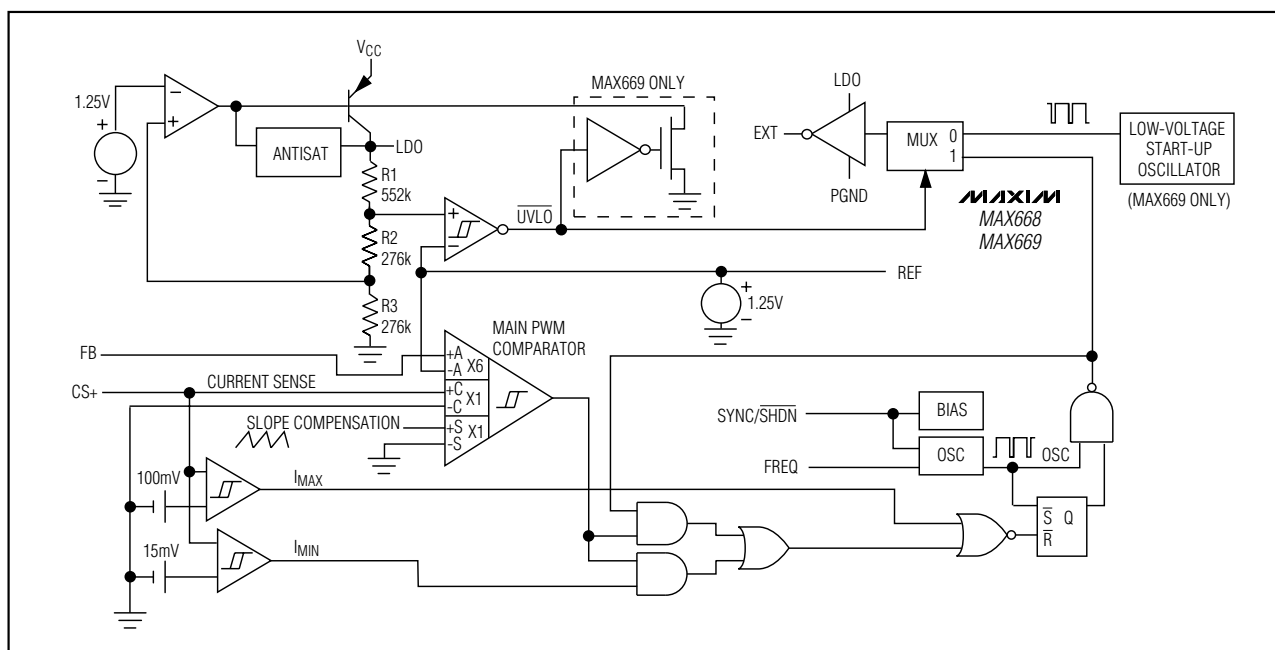 VCC
MAX669 ONLY
1.25V
+
−
−
+
ANTISAT
LDO
R1
552k
R2
276k
R3
276k
+
−
UVLO
LDO
EXT
PGND
MUX 0
1
LOW-VOLTAGE
START-UP
OSCILLATOR
(MAX669 ONLY)
MAXIM
MAX668
MAX669
REF
+
1.25V
−
MAIN PWM
COMPARATOR
FB
CS+
CURRENT SENSE
SLOPE COMPENSATION
+A
-A
X6
+C
-C
X1
+S
-S
X1
SYNC/SHDN
BIAS
FREQ
OSC
OSC
100mV
IMAX
15mV
IMIN
S Q
R